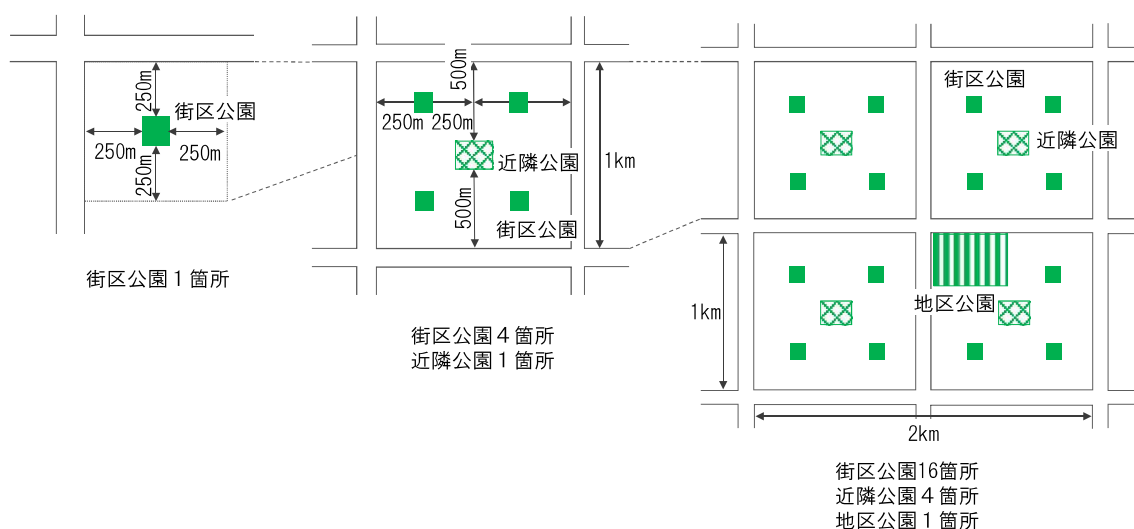 250m
街区公園
250m
250m
250m
街区公園１箇所
500m
250m
250m
近隣公園
1km
500m
街区公園
街区公園４箇所
近隣公園１箇所
街区公園
近隣公園
地区公園
1km
2km
街区公園16箇所
近隣公園４箇所
地区公園１箇所